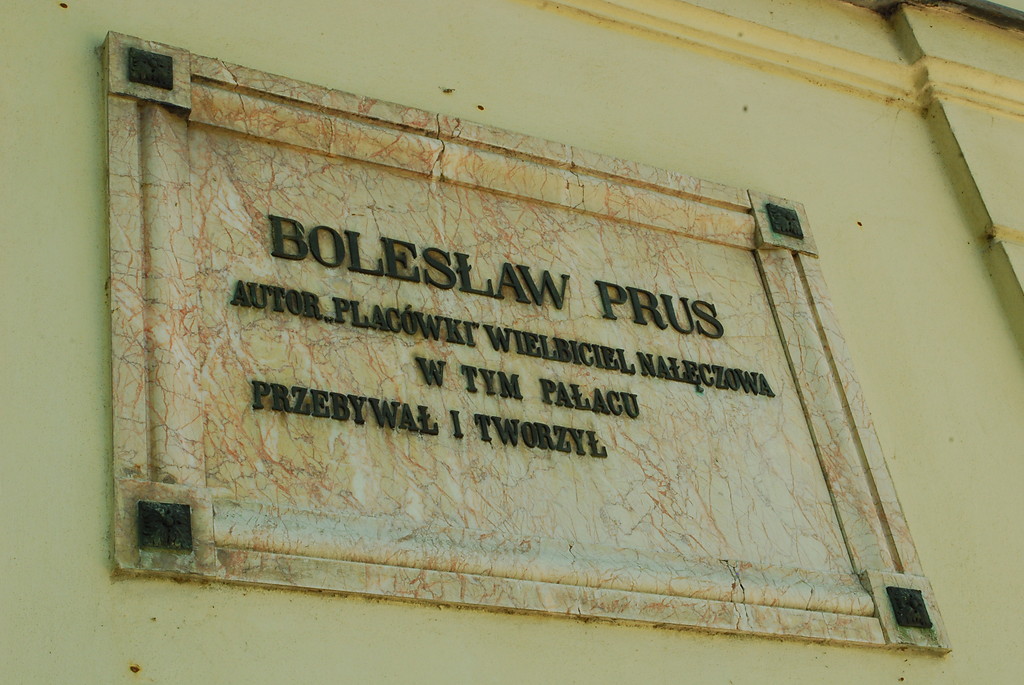 BOLESŁAW PRUS
AUTOR „PLACÓWKI" WIELBICIEL NAŁĘCZOWA
W TYM PAŁACU
PRZEBYWAŁ I TWORZYŁ